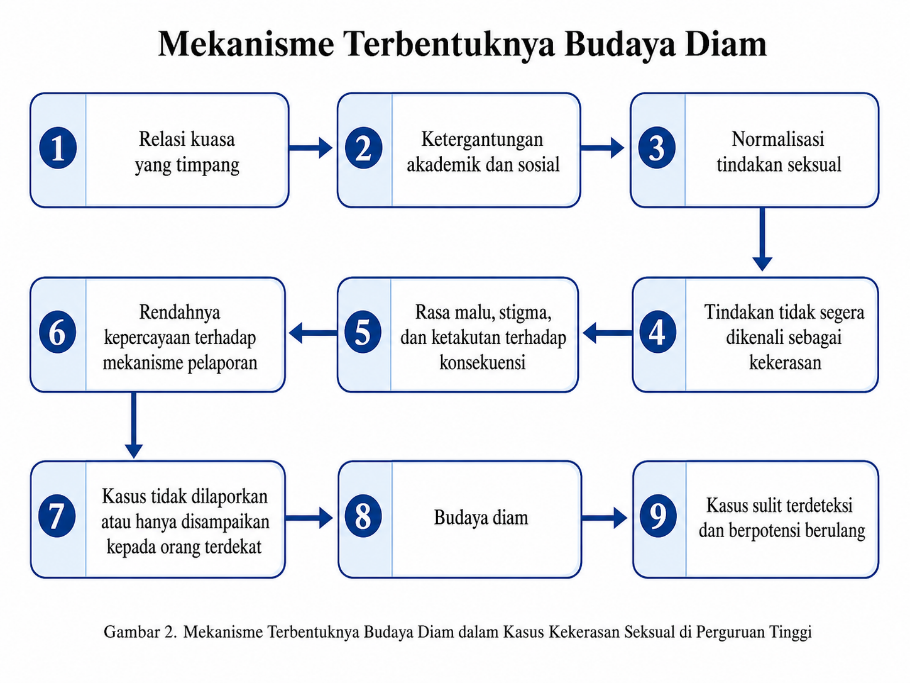 Mekanisme Terbentuknya Budaya Diam
1
Relasi kuasa
yang timpang
2
Ketergantungan
akademik dan sosial
3
Normalisasi
tindakan seksual
4
Tindakan tidak segera
dikenali sebagai
kekerasan
5
Rasa malu, stigma,
dan ketakutan terhadap
konsekuensi
6
Rendahnya
kepercayaan terhadap
mekanisme pelaporan
7
Kasus tidak dilaporkan
atau hanya disampaikan
kepada orang terdekat
8
Budaya diam
9
Kasus sulit terdeteksi
dan berpotensi berulang
Gambar 2. Mekanisme Terbentuknya Budaya Diam dalam Kasus Kekerasan Seksual di Perguruan Tinggi